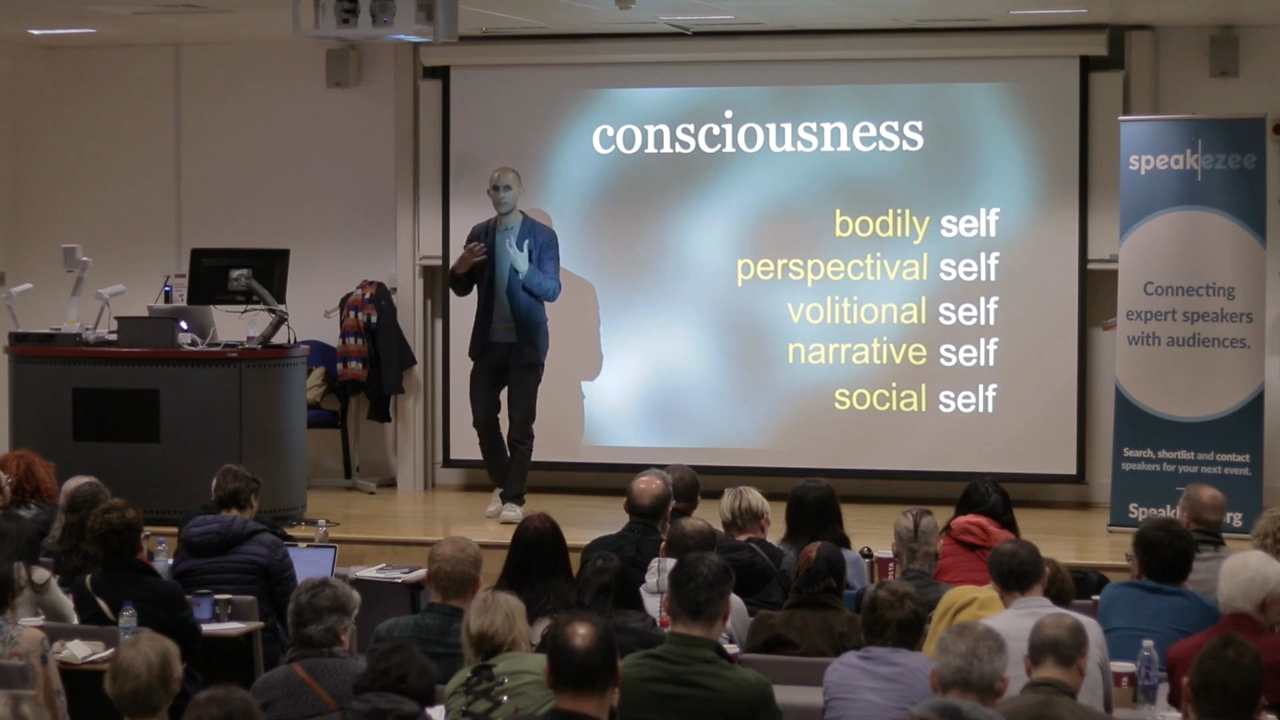 consciousness
bodily self
perspectival self
volitional self
narrative self
social self
speakezee
Connecting
expert speakers
with audiences.
Search, shortlist and contact
speakers for your next event.